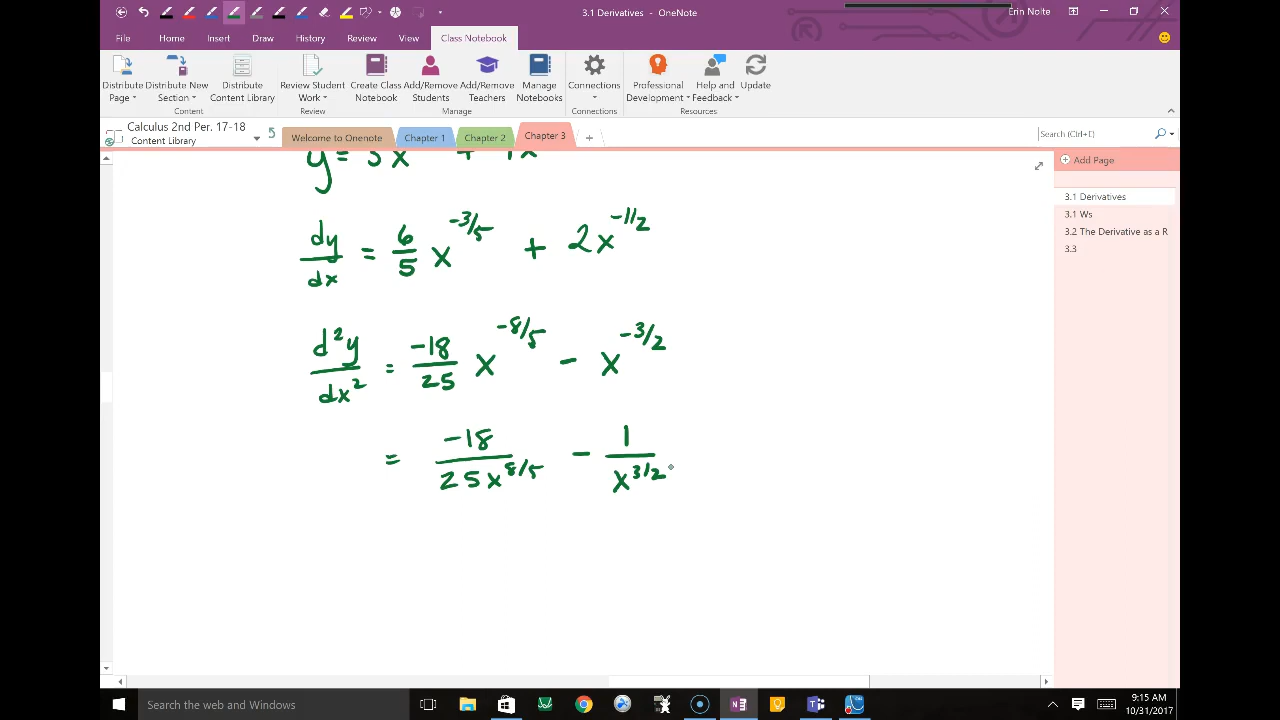 3.1 Derivatives - OneNote
Erin Nolte
File Home Insert Draw History Review View Class Notebook
Distribute Page Distribute New Section Distribute Content Library Review Student Work Create Class Notebook Add/Remove Students Add/Remove Teachers Manage Notebooks Connections Professional Development Help and Feedback Update
Content Review Manage Connections Resources
Calculus 2nd Per. 17-18
Content Library
Welcome to Onenote Chapter 1 Chapter 2 Chapter 3 +
Search (Ctrl+E)
Add Page
3.1 Derivatives
3.1 Ws
3.2 The Derivative as a R
3.3
y = x + x
dy/dx = 6/5 x^-3/5 + 2x^-1/2
d²y/dx² = -18/25 x^-8/5 - x^-3/2
= -18/25x^8/5 - 1/x^3/2
Search the web and Windows
9:15 AM
10/31/2017